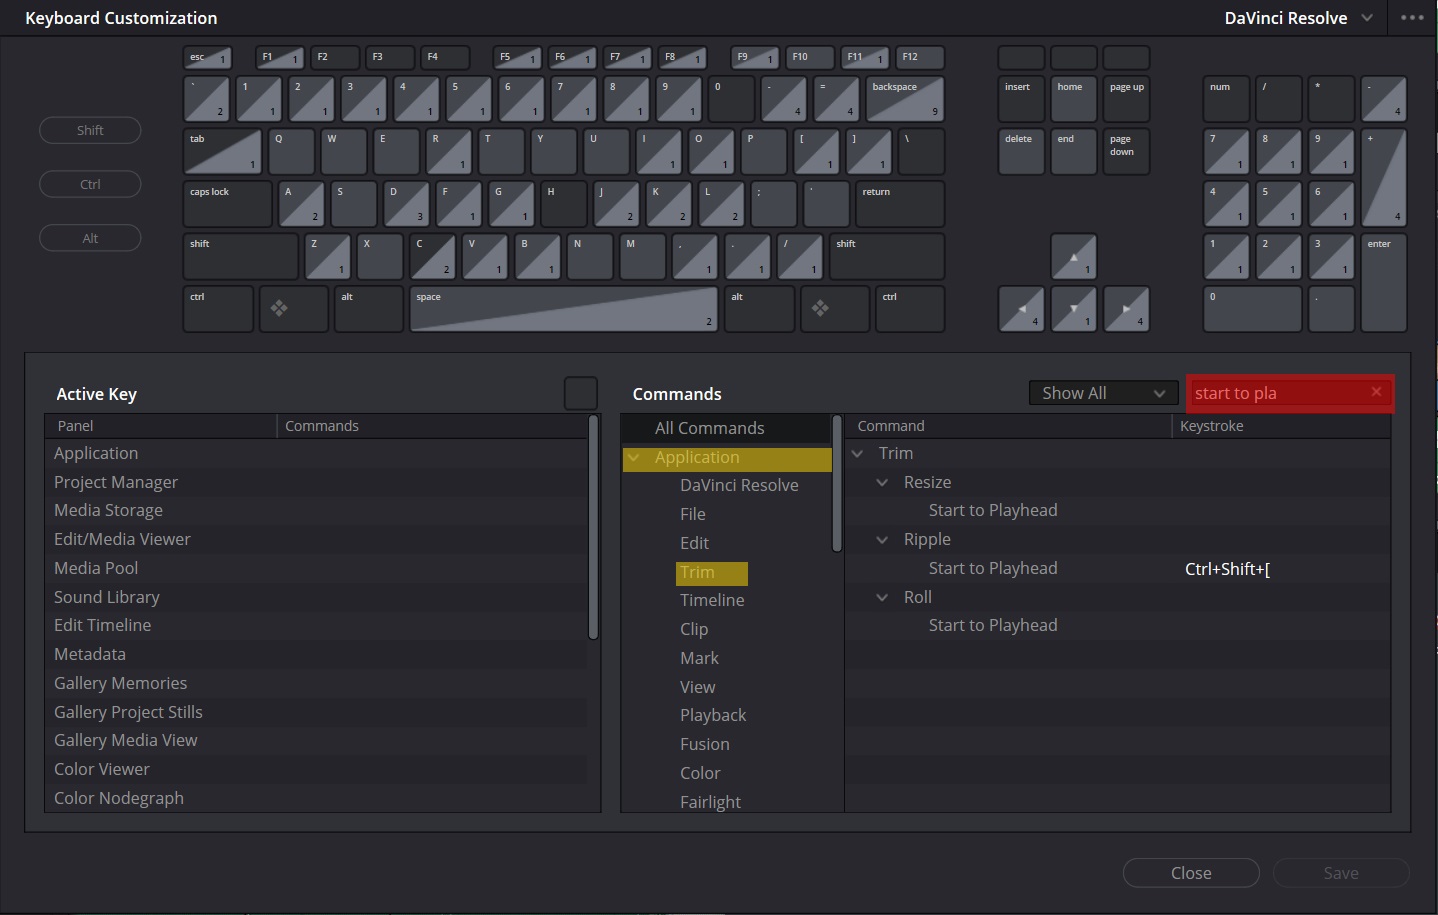 Keyboard Customization
DaVinci Resolve
esc 1 F1 1 F2 F3 F4 F5 1 F6 1 F7 1 F8 1 F9 1 F10 F11 1 F12
` 2 1 1 2 1 3 1 4 1 5 1 6 1 7 1 8 1 9 1 0 - 4 = 4 backspace 9
insert home page up
num / * - 4
Shift
tab 1 Q W E R 1 T Y U I 1 O 1 P [ 1 ] 1 \
delete end page down
7 1 8 1 9 1 + 4
Ctrl
caps lock A 2 S D 3 F 1 G 1 H J 2 K 2 L 2 ; ' return
4 1 5 1 6 1
Alt
shift Z 1 X C 2 V 1 B 1 N M , 1 . 1 / 1 shift
1
1 1 2 1 3 1 enter
ctrl alt space 2 alt ctrl
4 1 4
0 .
Active Key
Panel Commands
Application
Project Manager
Media Storage
Edit/Media Viewer
Media Pool
Sound Library
Edit Timeline
Metadata
Gallery Memories
Gallery Project Stills
Gallery Media View
Color Viewer
Color Nodegraph
Commands
Show All
start to pla
All Commands
Application
DaVinci Resolve
File
Edit
Trim
Timeline
Clip
Mark
View
Playback
Fusion
Color
Fairlight
Command Keystroke
Trim
Resize
Start to Playhead
Ripple
Start to Playhead Ctrl+Shift+[
Roll
Start to Playhead
Close
Save